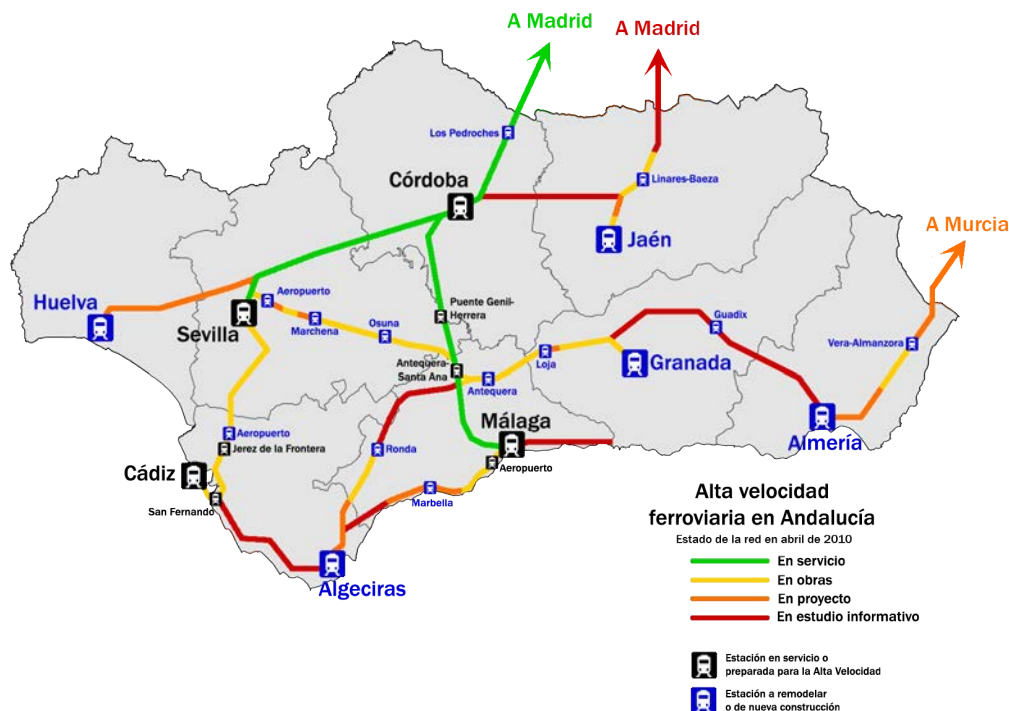 A Madrid
A Madrid
Los Pedroches
Linares-Baeza
Córdoba
Jaén
A Murcia
Huelva
Aeropuerto
Puente Genil-
Herrera
Sevilla
Marchena
Osuna
Guadix
Vera-Almanzora
Antequera-
Santa Ana
Loja
Granada
Antequera
Málaga
Almería
Aeropuerto
Jerez de la Frontera
Ronda
Cádiz
Aeropuerto
San Fernando
Marbella
Algeciras
Alta velocidad
ferroviaria en Andalucía
Estado de la red en abril de 2010
En servicio
En obras
En proyecto
En estudio informativo
Estación en servicio o
preparada para la Alta Velocidad
Estación a remodelar
o de nueva construcción